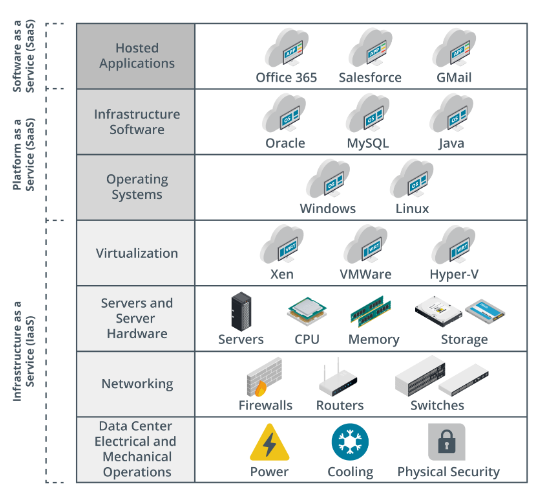 Software as a
Service (SaaS)
Hosted
Applications
Office 365 Salesforce GMail
Platform as a
Service (SaaS)
Infrastructure
Software
Oracle MySQL Java
Operating
Systems
Windows Linux
Infrastructure as a
Service (IaaS)
Virtualization
Xen VMWare Hyper-V
Servers and
Server
Hardware
Servers CPU Memory Storage
Networking
Firewalls Routers Switches
Data Center
Electrical and
Mechanical
Operations
Power Cooling Physical Security